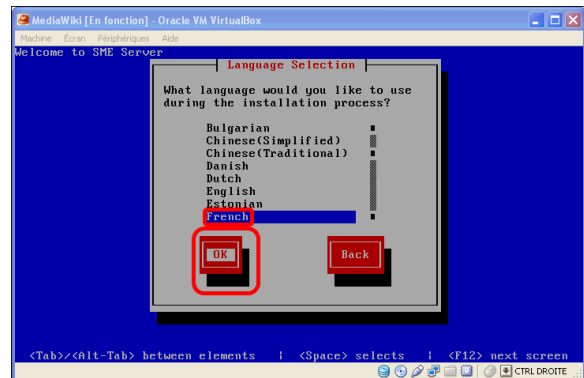 MediaWiki [En fonction] - Oracle VM VirtualBox
Machine Écran Périphériques Aide
Welcome to SME Server
Language Selection
What language would you like to use
during the installation process?
Bulgarian
Chinese(Simplified)
Chinese(Traditional)
Danish
Dutch
English
Estonian
French
OK Back
<Tab>/<Alt-Tab> between elements | <Space> selects | <F12> next screen
CTRL DROITE